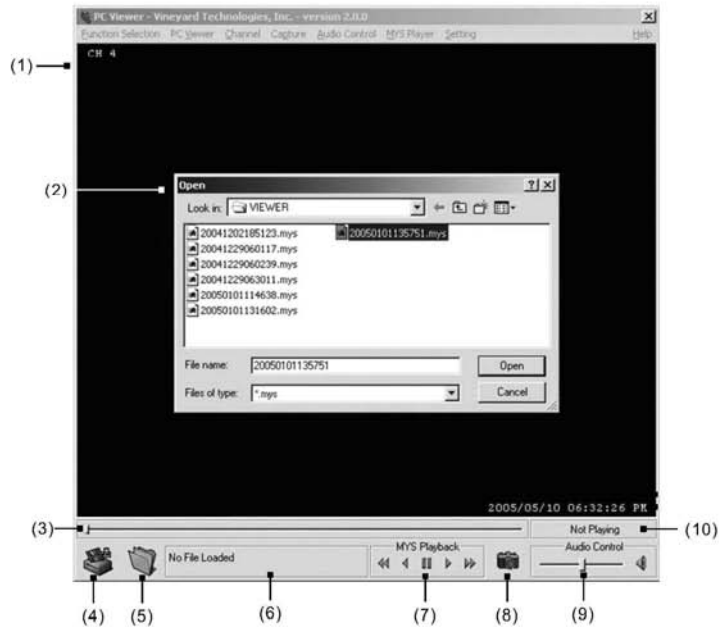 PC Viewer - Vineyard Technologies, Inc. - version 2.0.0
Function Selection PC Viewer Channel Capture Audio Control MYS Player Setting Help
(1)
CH 4
(2)
Open
Look in: VIEWER
20041202185123.mys 20050101135751.mys
20041229060117.mys
20041229060239.mys
20041229063011.mys
20050101114638.mys
20050101131602.mys
File name: 20050101135751 Open
Files of type: *.mys Cancel
2005/05/10 06:32:26 PM
(3) Not Playing (10)
No File Loaded MYS Playback Audio Control
(4) (5) (6) (7) (8) (9)